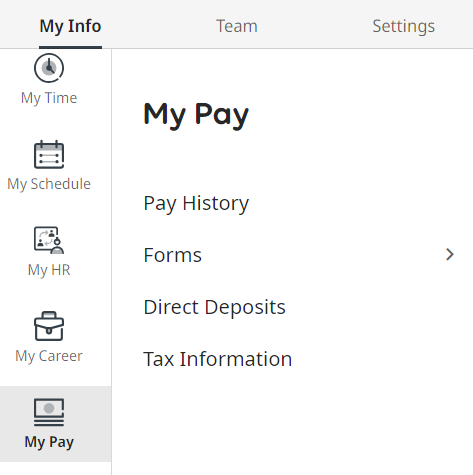 My Info
Team
Settings
My Time
My Schedule
My HR
My Career
My Pay
My Pay
Pay History
Forms
Direct Deposits
Tax Information